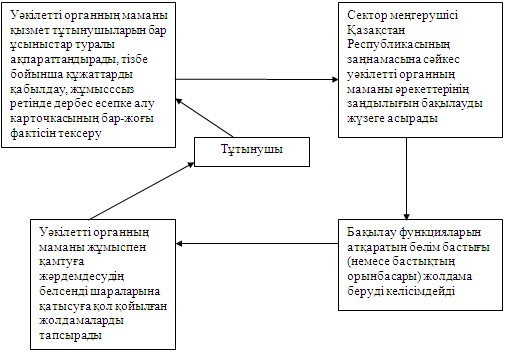 Уәкілетті органның маманы
қызмет тұтынушыларын бар
ұсыныстар туралы
ақпараттандырады, тізбе
бойынша құжаттарды
қабылдау, жұмысссыз
ретінде дербес есепке алу
карточкасының бар-жоғы
фактісін тексеру
Сектор меңгерушісі
Қазақстан
Республикасының
заңнамасына сәйкес
уәкілетті органның
маманы әрекеттерінің
заңдылығын бақылауды
жүзеге асырады
Тұтынушы
Уәкілетті органның
маманы жұмыспен
қамтуға
жәрдемдесудің
белсенді шараларына
қатысуға қол қойылған
жолдамаларды
тапсырады
Бақылау функцияларын
атқаратын бөлім бастығы
(немесе бастықтың
орынбасары) жолдама
беруді келісімдейді